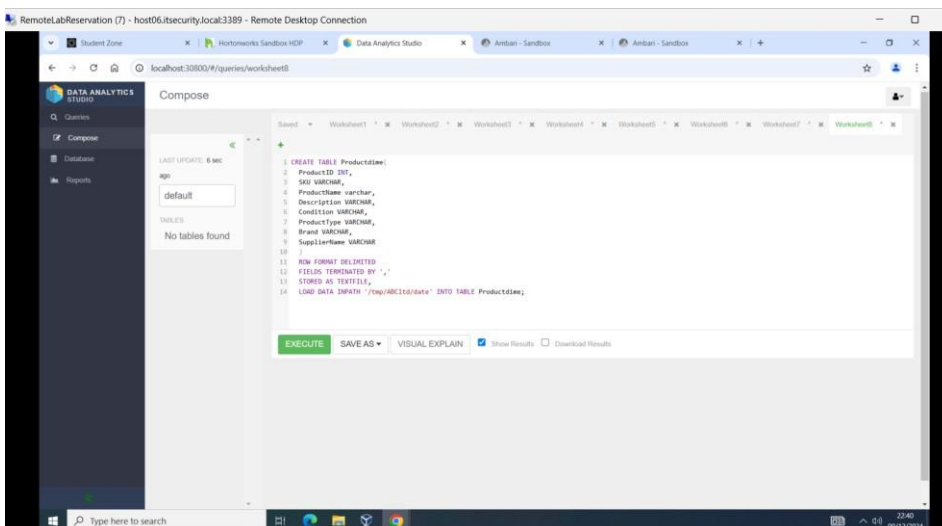 RemoteLabReservation (7) - host06.itsecurity.local:3389 - Remote Desktop Connection
Student Zone
Hortonworks Sandbox HDP
Data Analytics Studio
Ambari - Sandbox
Ambari - Sandbox
localhost:30800/#/queries/worksheet8
DATA ANALYTICS STUDIO
Compose
Queries
Compose
Database
Reports
LAST UPDATE: 6 sec
ago
default
TABLES
No tables found
Saved
Worksheet1 * Worksheet2 * Worksheet3 * Worksheet4 * Worksheet5 * Worksheet6 * Worksheet7 * Worksheet8 *
1 CREATE TABLE Productdime(
2 ProductID INT,
3 SKU VARCHAR,
4 ProductName varchar,
5 Description VARCHAR,
6 Condition VARCHAR,
7 ProductType VARCHAR,
8 Brand VARCHAR,
9 SupplierName VARCHAR
10 )
11 ROW FORMAT DELIMITED
12 FIELDS TERMINATED BY ','
13 STORED AS TEXTFILE,
14 LOAD DATA INPATH '/tmp/ABCltd/date' INTO TABLE Productdime;
EXECUTE
SAVE AS
VISUAL EXPLAIN
Show Results
Download Results
Type here to search
22:40
09/12/2024